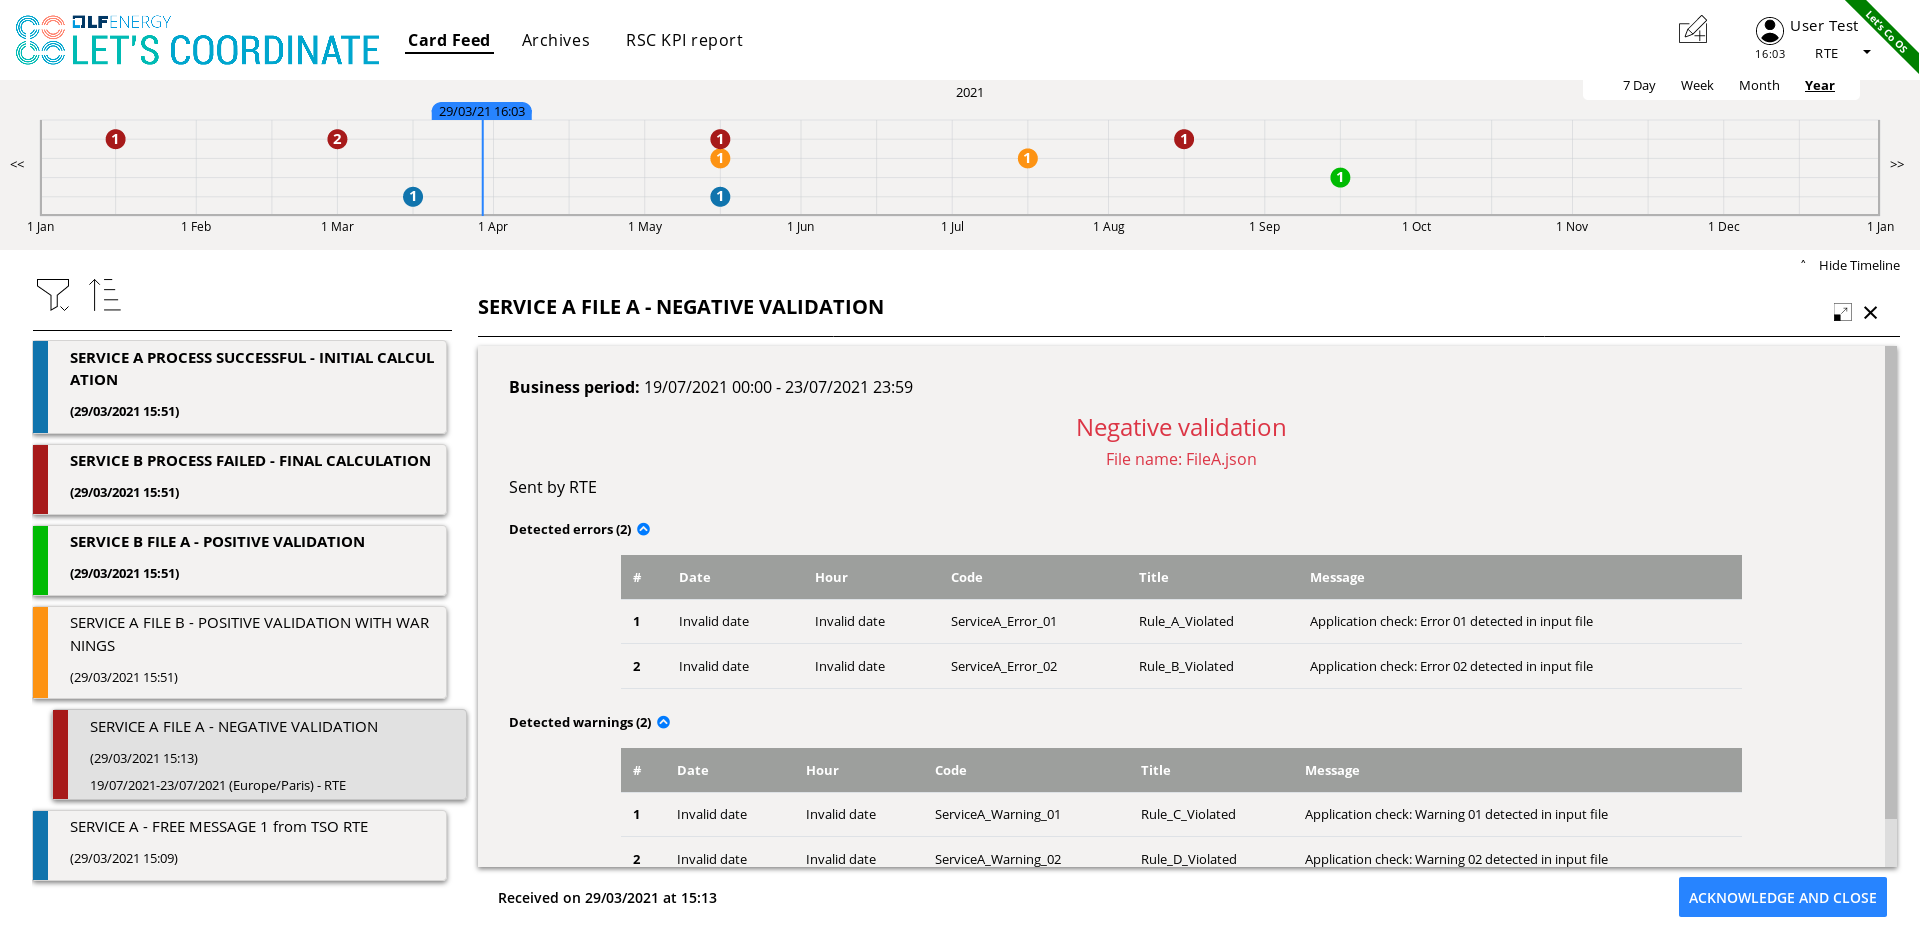 LF ENERGY
LET'S COORDINATE
Card Feed
Archives
RSC KPI report
16:03
User Test
RTE
Let's Co OS
7 Day
Week
Month
Year
2021
29/03/21 16:03
1
2
1
1
1
1
1
1
1
<<
>>
1 Jan
1 Feb
1 Mar
1 Apr
1 May
1 Jun
1 Jul
1 Aug
1 Sep
1 Oct
1 Nov
1 Dec
1 Jan
Hide Timeline
SERVICE A PROCESS SUCCESSFUL - INITIAL CALCUL
ATION
(29/03/2021 15:51)
SERVICE B PROCESS FAILED - FINAL CALCULATION
(29/03/2021 15:51)
SERVICE B FILE A - POSITIVE VALIDATION
(29/03/2021 15:51)
SERVICE A FILE B - POSITIVE VALIDATION WITH WAR
NINGS
(29/03/2021 15:51)
SERVICE A FILE A - NEGATIVE VALIDATION
(29/03/2021 15:13)
19/07/2021-23/07/2021 (Europe/Paris) - RTE
SERVICE A - FREE MESSAGE 1 from TSO RTE
(29/03/2021 15:09)
SERVICE A FILE A - NEGATIVE VALIDATION
Business period: 19/07/2021 00:00 - 23/07/2021 23:59
Negative validation
File name: FileA.json
Sent by RTE
Detected errors (2)
# Date Hour Code Title Message
1 Invalid date Invalid date ServiceA_Error_01 Rule_A_Violated Application check: Error 01 detected in input file
2 Invalid date Invalid date ServiceA_Error_02 Rule_B_Violated Application check: Error 02 detected in input file
Detected warnings (2)
# Date Hour Code Title Message
1 Invalid date Invalid date ServiceA_Warning_01 Rule_C_Violated Application check: Warning 01 detected in input file
2 Invalid date Invalid date ServiceA_Warning_02 Rule_D_Violated Application check: Warning 02 detected in input file
Received on 29/03/2021 at 15:13
ACKNOWLEDGE AND CLOSE